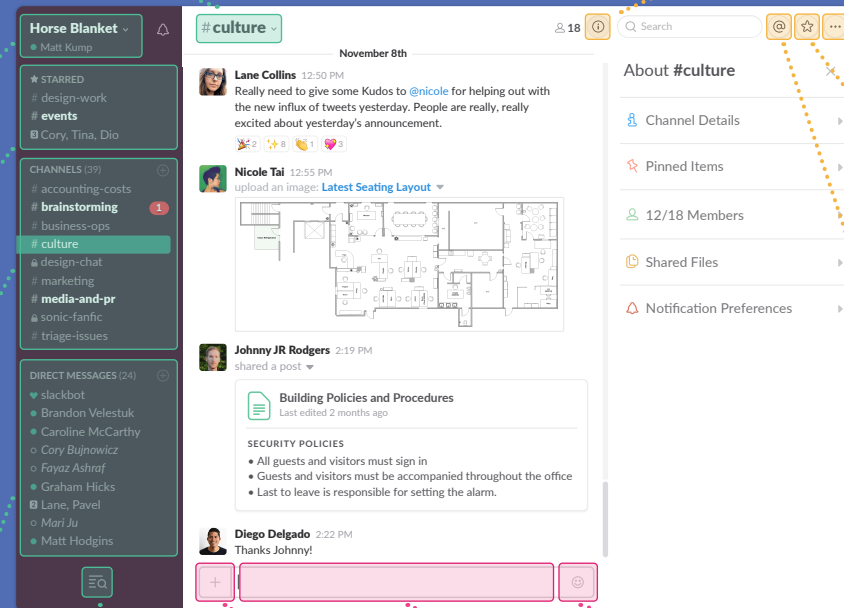 Horse Blanket
Matt Kump
STARRED
# design-work
# events
3 Cory, Tina, Dio
CHANNELS (39)
# accounting-costs
# brainstorming 1
# business-ops
# culture
design-chat
# marketing
# media-and-pr
sonic-fanfic
# triage-issues
DIRECT MESSAGES (24)
slackbot
Brandon Velestuk
Caroline McCarthy
Cory Bujnowicz
Fayaz Ashraf
Graham Hicks
2 Lane, Pavel
Mari Ju
Matt Hodgins
#culture
18
November 8th
Lane Collins 12:50 PM
Really need to give some Kudos to @nicole for helping out with
the new influx of tweets yesterday. People are really, really
excited about yesterday's announcement.
2 8 1 3
Nicole Tai 12:55 PM
upload an image: Latest Seating Layout
Johnny JR Rodgers 2:19 PM
shared a post
Building Policies and Procedures
Last edited 2 months ago
SECURITY POLICIES
• All guests and visitors must sign in
• Guests and visitors must be accompanied throughout the office
• Last to leave is responsible for setting the alarm.
Diego Delgado 2:22 PM
Thanks Johnny!
+
Search
@
About #culture
Channel Details
Pinned Items
12/18 Members
Shared Files
Notification Preferences